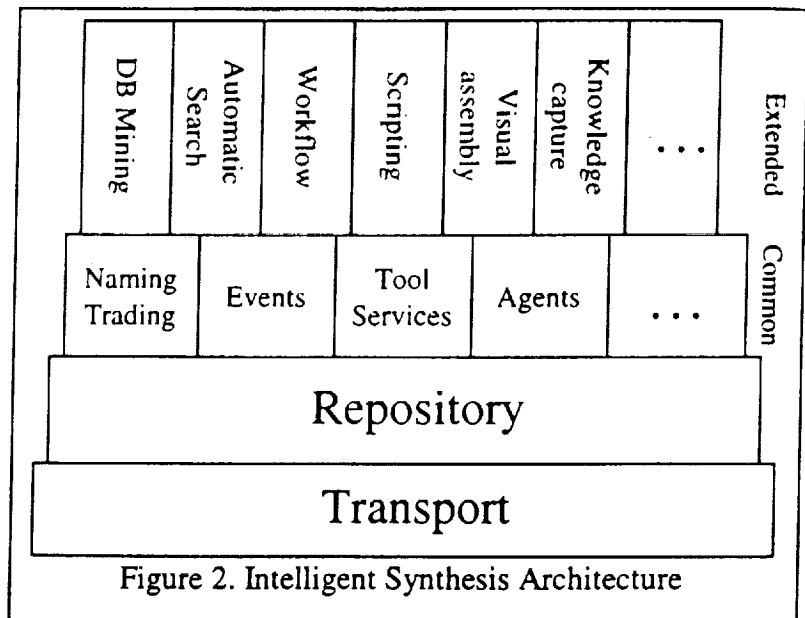 DB Mining
Automatic
Search
Workflow
Scripting
Visual
assembly
Knowledge
capture
...
Extended
Naming
Trading
Events
Tool
Services
Agents
...
Common
Repository
Transport
Figure 2. Intelligent Synthesis Architecture